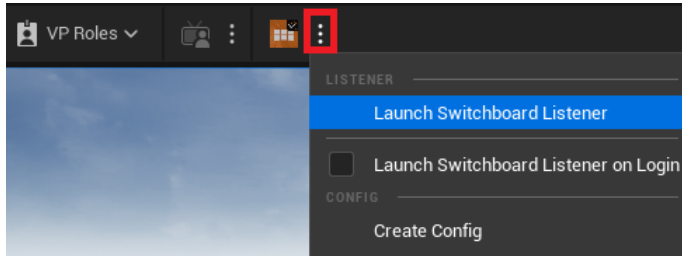 VP Roles
LISTENER
Launch Switchboard Listener
Launch Switchboard Listener on Login
CONFIG
Create Config